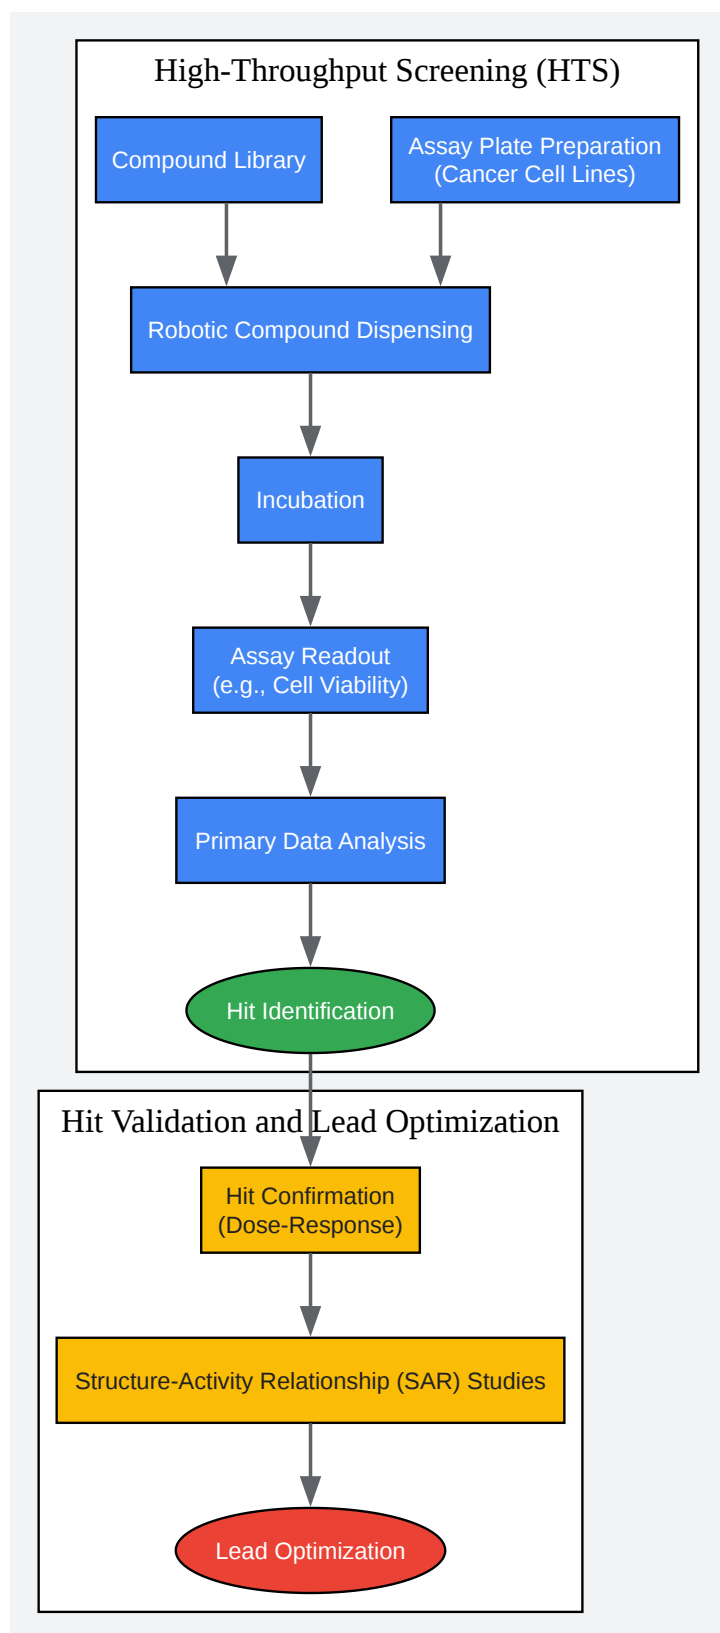 High-Throughput Screening (HTS)
Compound Library
Assay Plate Preparation
(Cancer Cell Lines)
Robotic Compound Dispensing
Incubation
Assay Readout
(e.g., Cell Viability)
Primary Data Analysis
Hit Identification
Hit Validation and Lead Optimization
Hit Confirmation
(Dose-Response)
Structure-Activity Relationship (SAR) Studies
Lead Optimization